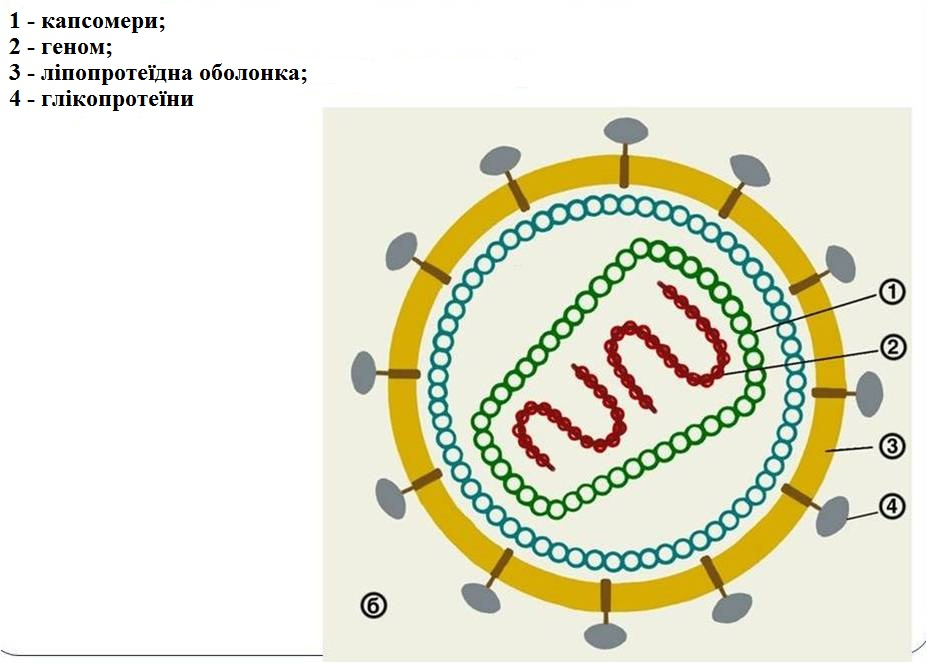 1 - капсомери;
2 - геном;
3 - ліпопротеїдна оболонка;
4 - глікопротеїни
1
2
3
4
б